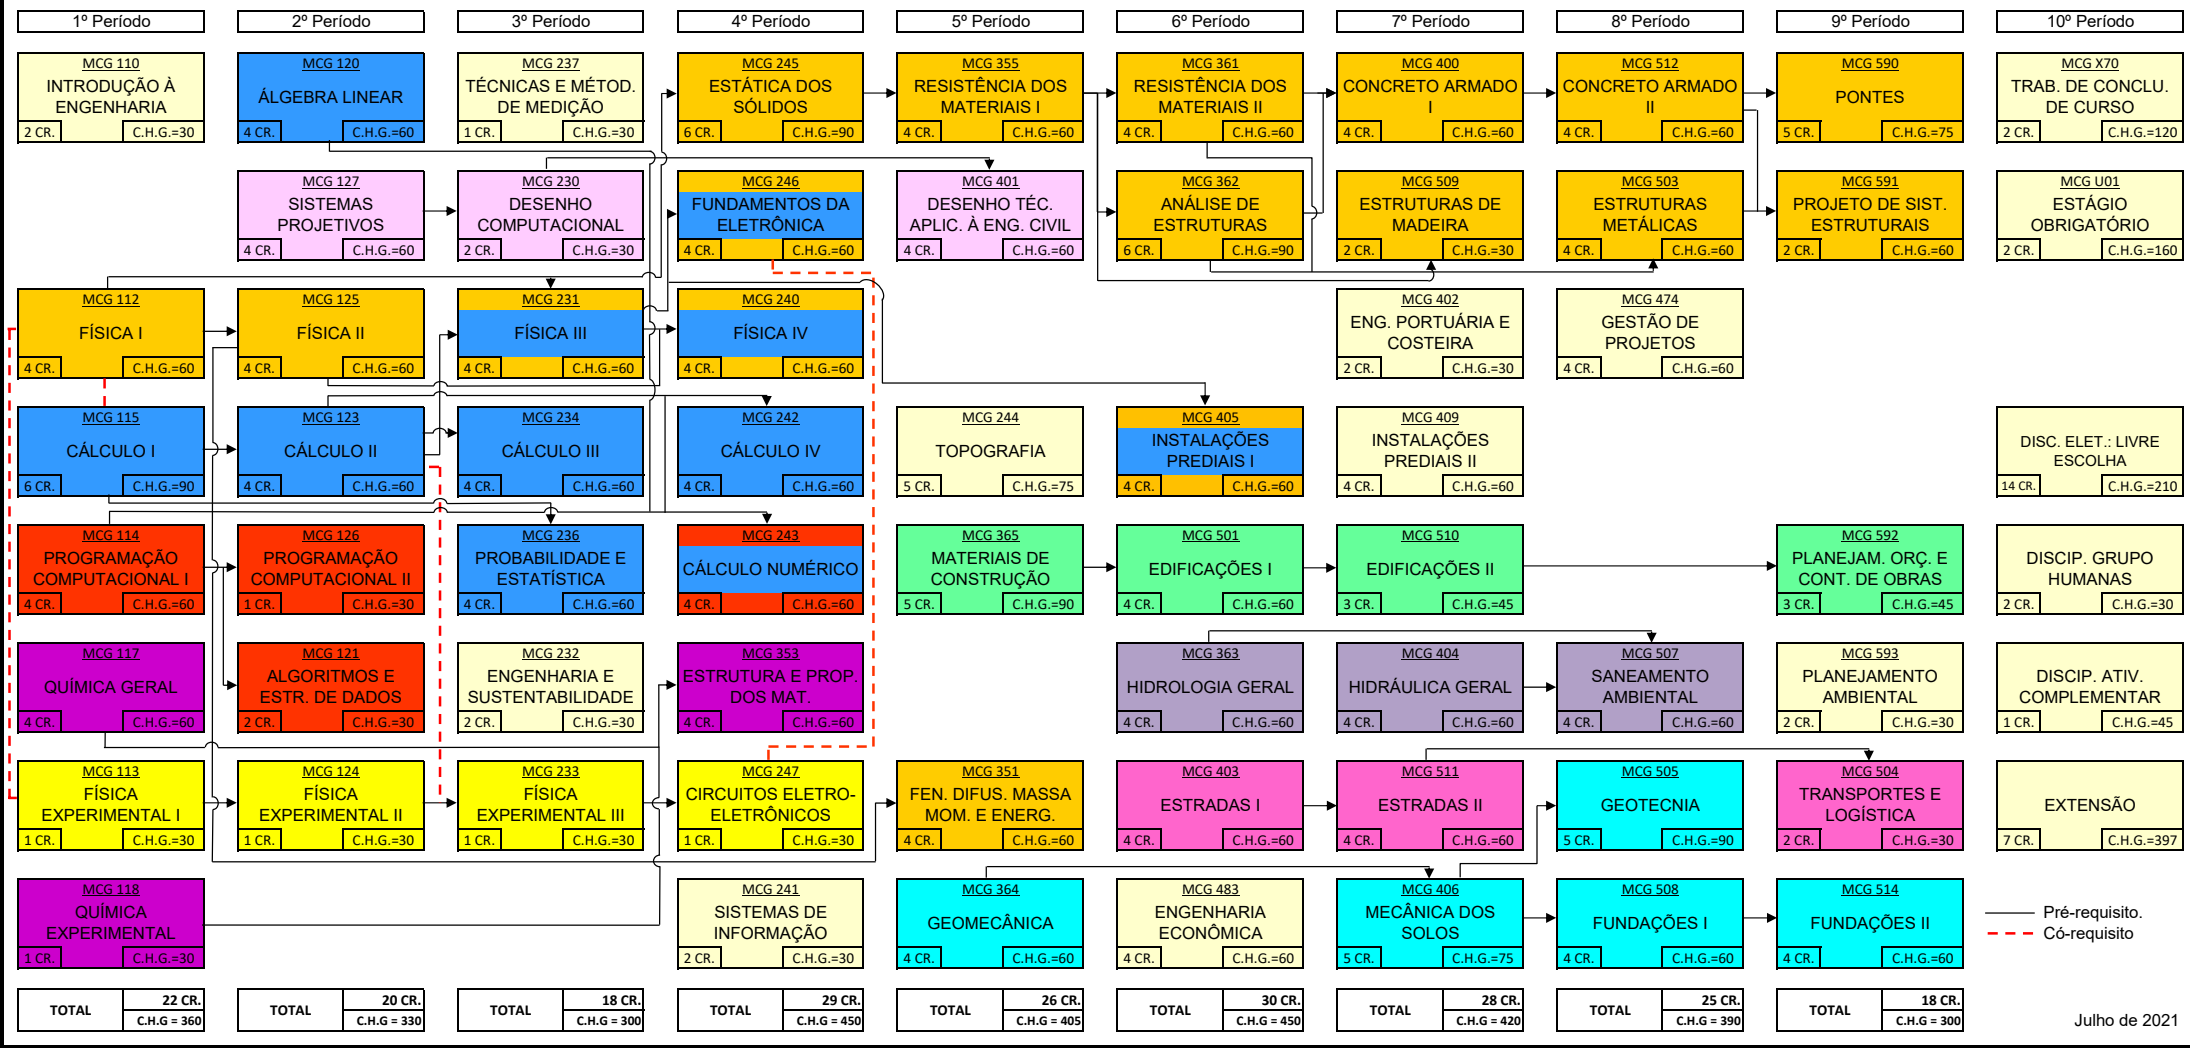 1º Período
2º Período
3º Período
4º Período
5º Período
6º Período
7º Período
8º Período
9º Período
10º Período
MCG 110
INTRODUÇÃO À
ENGENHARIA
2 CR.
C.H.G.=30
MCG 120
ÁLGEBRA LINEAR
4 CR.
C.H.G.=60
MCG 237
TÉCNICAS E MÉTOD.
DE MEDIÇÃO
1 CR.
C.H.G.=30
MCG 245
ESTÁTICA DOS
SÓLIDOS
6 CR.
C.H.G.=90
MCG 355
RESISTÊNCIA DOS
MATERIAIS I
4 CR.
C.H.G.=60
MCG 361
RESISTÊNCIA DOS
MATERIAIS II
4 CR.
C.H.G.=60
MCG 400
CONCRETO ARMADO
I
4 CR.
C.H.G.=60
MCG 512
CONCRETO ARMADO
II
4 CR.
C.H.G.=60
MCG 590
PONTES
5 CR.
C.H.G.=75
MCG X70
TRAB. DE CONCLU.
DE CURSO
2 CR.
C.H.G.=120
MCG 127
SISTEMAS
PROJETIVOS
4 CR.
C.H.G.=60
MCG 230
DESENHO
COMPUTACIONAL
2 CR.
C.H.G.=30
MCG 246
FUNDAMENTOS DA
ELETRÔNICA
4 CR.
C.H.G.=60
MCG 401
DESENHO TÉC.
APLIC. À ENG. CIVIL
4 CR.
C.H.G.=60
MCG 362
ANÁLISE DE
ESTRUTURAS
6 CR.
C.H.G.=90
MCG 509
ESTRUTURAS DE
MADEIRA
2 CR.
C.H.G.=30
MCG 503
ESTRUTURAS
METÁLICAS
4 CR.
C.H.G.=60
MCG 591
PROJETO DE SIST.
ESTRUTURAIS
2 CR.
C.H.G.=60
MCG U01
ESTÁGIO
OBRIGATÓRIO
2 CR.
C.H.G.=160
MCG 112
FÍSICA I
4 CR.
C.H.G.=60
MCG 125
FÍSICA II
4 CR.
C.H.G.=60
MCG 231
FÍSICA III
4 CR.
C.H.G.=60
MCG 240
FÍSICA IV
4 CR.
C.H.G.=60
MCG 402
ENG. PORTUÁRIA E
COSTEIRA
2 CR.
C.H.G.=30
MCG 474
GESTÃO DE
PROJETOS
4 CR.
C.H.G.=60
MCG 115
CÁLCULO I
6 CR.
C.H.G.=90
MCG 123
CÁLCULO II
4 CR.
C.H.G.=60
MCG 234
CÁLCULO III
4 CR.
C.H.G.=60
MCG 242
CÁLCULO IV
4 CR.
C.H.G.=60
MCG 244
TOPOGRAFIA
5 CR.
C.H.G.=75
MCG 405
INSTALAÇÕES
PREDIAIS I
4 CR.
C.H.G.=60
MCG 409
INSTALAÇÕES
PREDIAIS II
4 CR.
C.H.G.=60
DISC. ELET.: LIVRE
ESCOLHA
14 CR.
C.H.G.=210
MCG 114
PROGRAMAÇÃO
COMPUTACIONAL I
4 CR.
C.H.G.=60
MCG 126
PROGRAMAÇÃO
COMPUTACIONAL II
1 CR.
C.H.G.=30
MCG 236
PROBABILIDADE E
ESTATÍSTICA
4 CR.
C.H.G.=60
MCG 243
CÁLCULO NUMÉRICO
4 CR.
C.H.G.=60
MCG 365
MATERIAIS DE
CONSTRUÇÃO
5 CR.
C.H.G.=90
MCG 501
EDIFICAÇÕES I
4 CR.
C.H.G.=60
MCG 510
EDIFICAÇÕES II
3 CR.
C.H.G.=45
MCG 592
PLANEJAM. ORÇ. E
CONT. DE OBRAS
3 CR.
C.H.G.=45
DISCIP. GRUPO
HUMANAS
2 CR.
C.H.G.=30
MCG 117
QUÍMICA GERAL
4 CR.
C.H.G.=60
MCG 121
ALGORITMOS E
ESTR. DE DADOS
2 CR.
C.H.G.=30
MCG 232
ENGENHARIA E
SUSTENTABILIDADE
2 CR.
C.H.G.=30
MCG 353
ESTRUTURA E PROP.
DOS MAT.
4 CR.
C.H.G.=60
MCG 363
HIDROLOGIA GERAL
4 CR.
C.H.G.=60
MCG 404
HIDRÁULICA GERAL
4 CR.
C.H.G.=60
MCG 507
SANEAMENTO
AMBIENTAL
4 CR.
C.H.G.=60
MCG 593
PLANEJAMENTO
AMBIENTAL
2 CR.
C.H.G.=30
DISCIP. ATIV.
COMPLEMENTAR
1 CR.
C.H.G.=45
MCG 113
FÍSICA
EXPERIMENTAL I
1 CR.
C.H.G.=30
MCG 124
FÍSICA
EXPERIMENTAL II
1 CR.
C.H.G.=30
MCG 233
FÍSICA
EXPERIMENTAL III
1 CR.
C.H.G.=30
MCG 247
CIRCUITOS ELETRO-
ELETRÔNICOS
1 CR.
C.H.G.=30
MCG 351
FEN. DIFUS. MASSA
MOM. E ENERG.
4 CR.
C.H.G.=60
MCG 403
ESTRADAS I
4 CR.
C.H.G.=60
MCG 511
ESTRADAS II
4 CR.
C.H.G.=60
MCG 505
GEOTECNIA
5 CR.
C.H.G.=90
MCG 504
TRANSPORTES E
LOGÍSTICA
2 CR.
C.H.G.=30
EXTENSÃO
7 CR.
C.H.G.=397
MCG 118
QUÍMICA
EXPERIMENTAL
1 CR.
C.H.G.=30
MCG 241
SISTEMAS DE
INFORMAÇÃO
2 CR.
C.H.G.=30
MCG 364
GEOMECÂNICA
4 CR.
C.H.G.=60
MCG 483
ENGENHARIA
ECONÔMICA
4 CR.
C.H.G.=60
MCG 406
MECÂNICA DOS
SOLOS
5 CR.
C.H.G.=75
MCG 508
FUNDAÇÕES I
4 CR.
C.H.G.=60
MCG 514
FUNDAÇÕES II
4 CR.
C.H.G.=60
Pré-requisito.
Có-requisito
TOTAL
22 CR.
C.H.G = 360
TOTAL
20 CR.
C.H.G = 330
TOTAL
18 CR.
C.H.G = 300
TOTAL
29 CR.
C.H.G = 450
TOTAL
26 CR.
C.H.G = 405
TOTAL
30 CR.
C.H.G = 450
TOTAL
28 CR.
C.H.G = 420
TOTAL
25 CR.
C.H.G = 390
TOTAL
18 CR.
C.H.G = 300
Julho de 2021